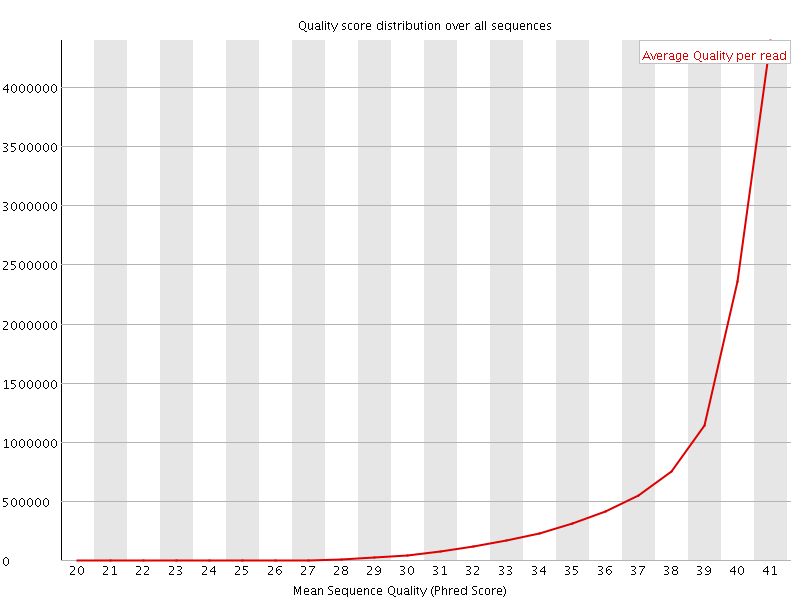 Quality score distribution over all sequences
Average Quality per read
4000000
3500000
3000000
2500000
2000000
1500000
1000000
500000
0
20 21 22 23 24 25 26 27 28 29 30 31 32 33 34 35 36 37 38 39 40 41
Mean Sequence Quality (Phred Score)